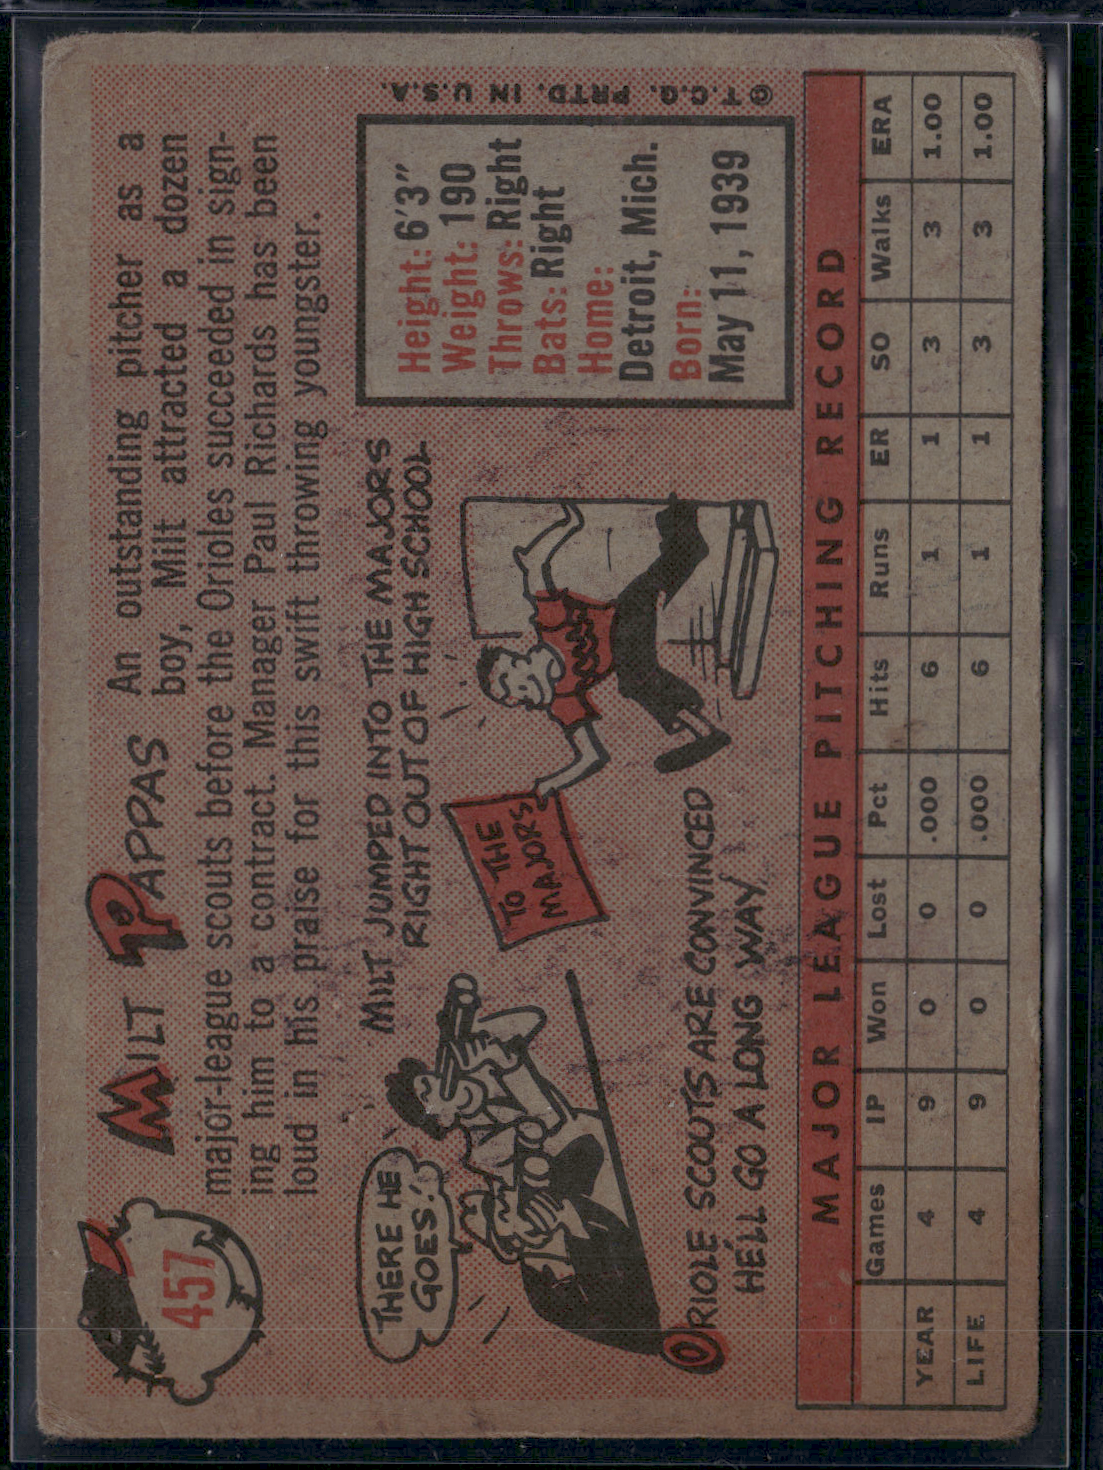 457
MILT PAPPAS An outstanding pitcher as a
boy, Milt attracted a dozen
major-league scouts before the Orioles succeeded in sign-
ing him to a contract. Manager Paul Richards has been
loud in his praise for this swift throwing youngster.
THERE HE
GOES!
MILT JUMPED INTO THE MAJORS
RIGHT OUT OF HIGH SCHOOL
TO THE
MAJORS
ORIOLE SCOUTS ARE CONVINCED
HE'LL GO A LONG WAY
Height: 6'3"
Weight: 190
Throws: Right
Bats: Right
Home:
Detroit, Mich.
Born:
May 11, 1939
© T.C.G. PRTD. IN U.S.A.
MAJOR LEAGUE PITCHING RECORD
Games IP Won Lost Pct Hits Runs ER SO Walks ERA
YEAR 4 9 0 0 .000 6 1 1 3 3 1.00
LIFE 4 9 0 0 .000 6 1 1 3 3 1.00